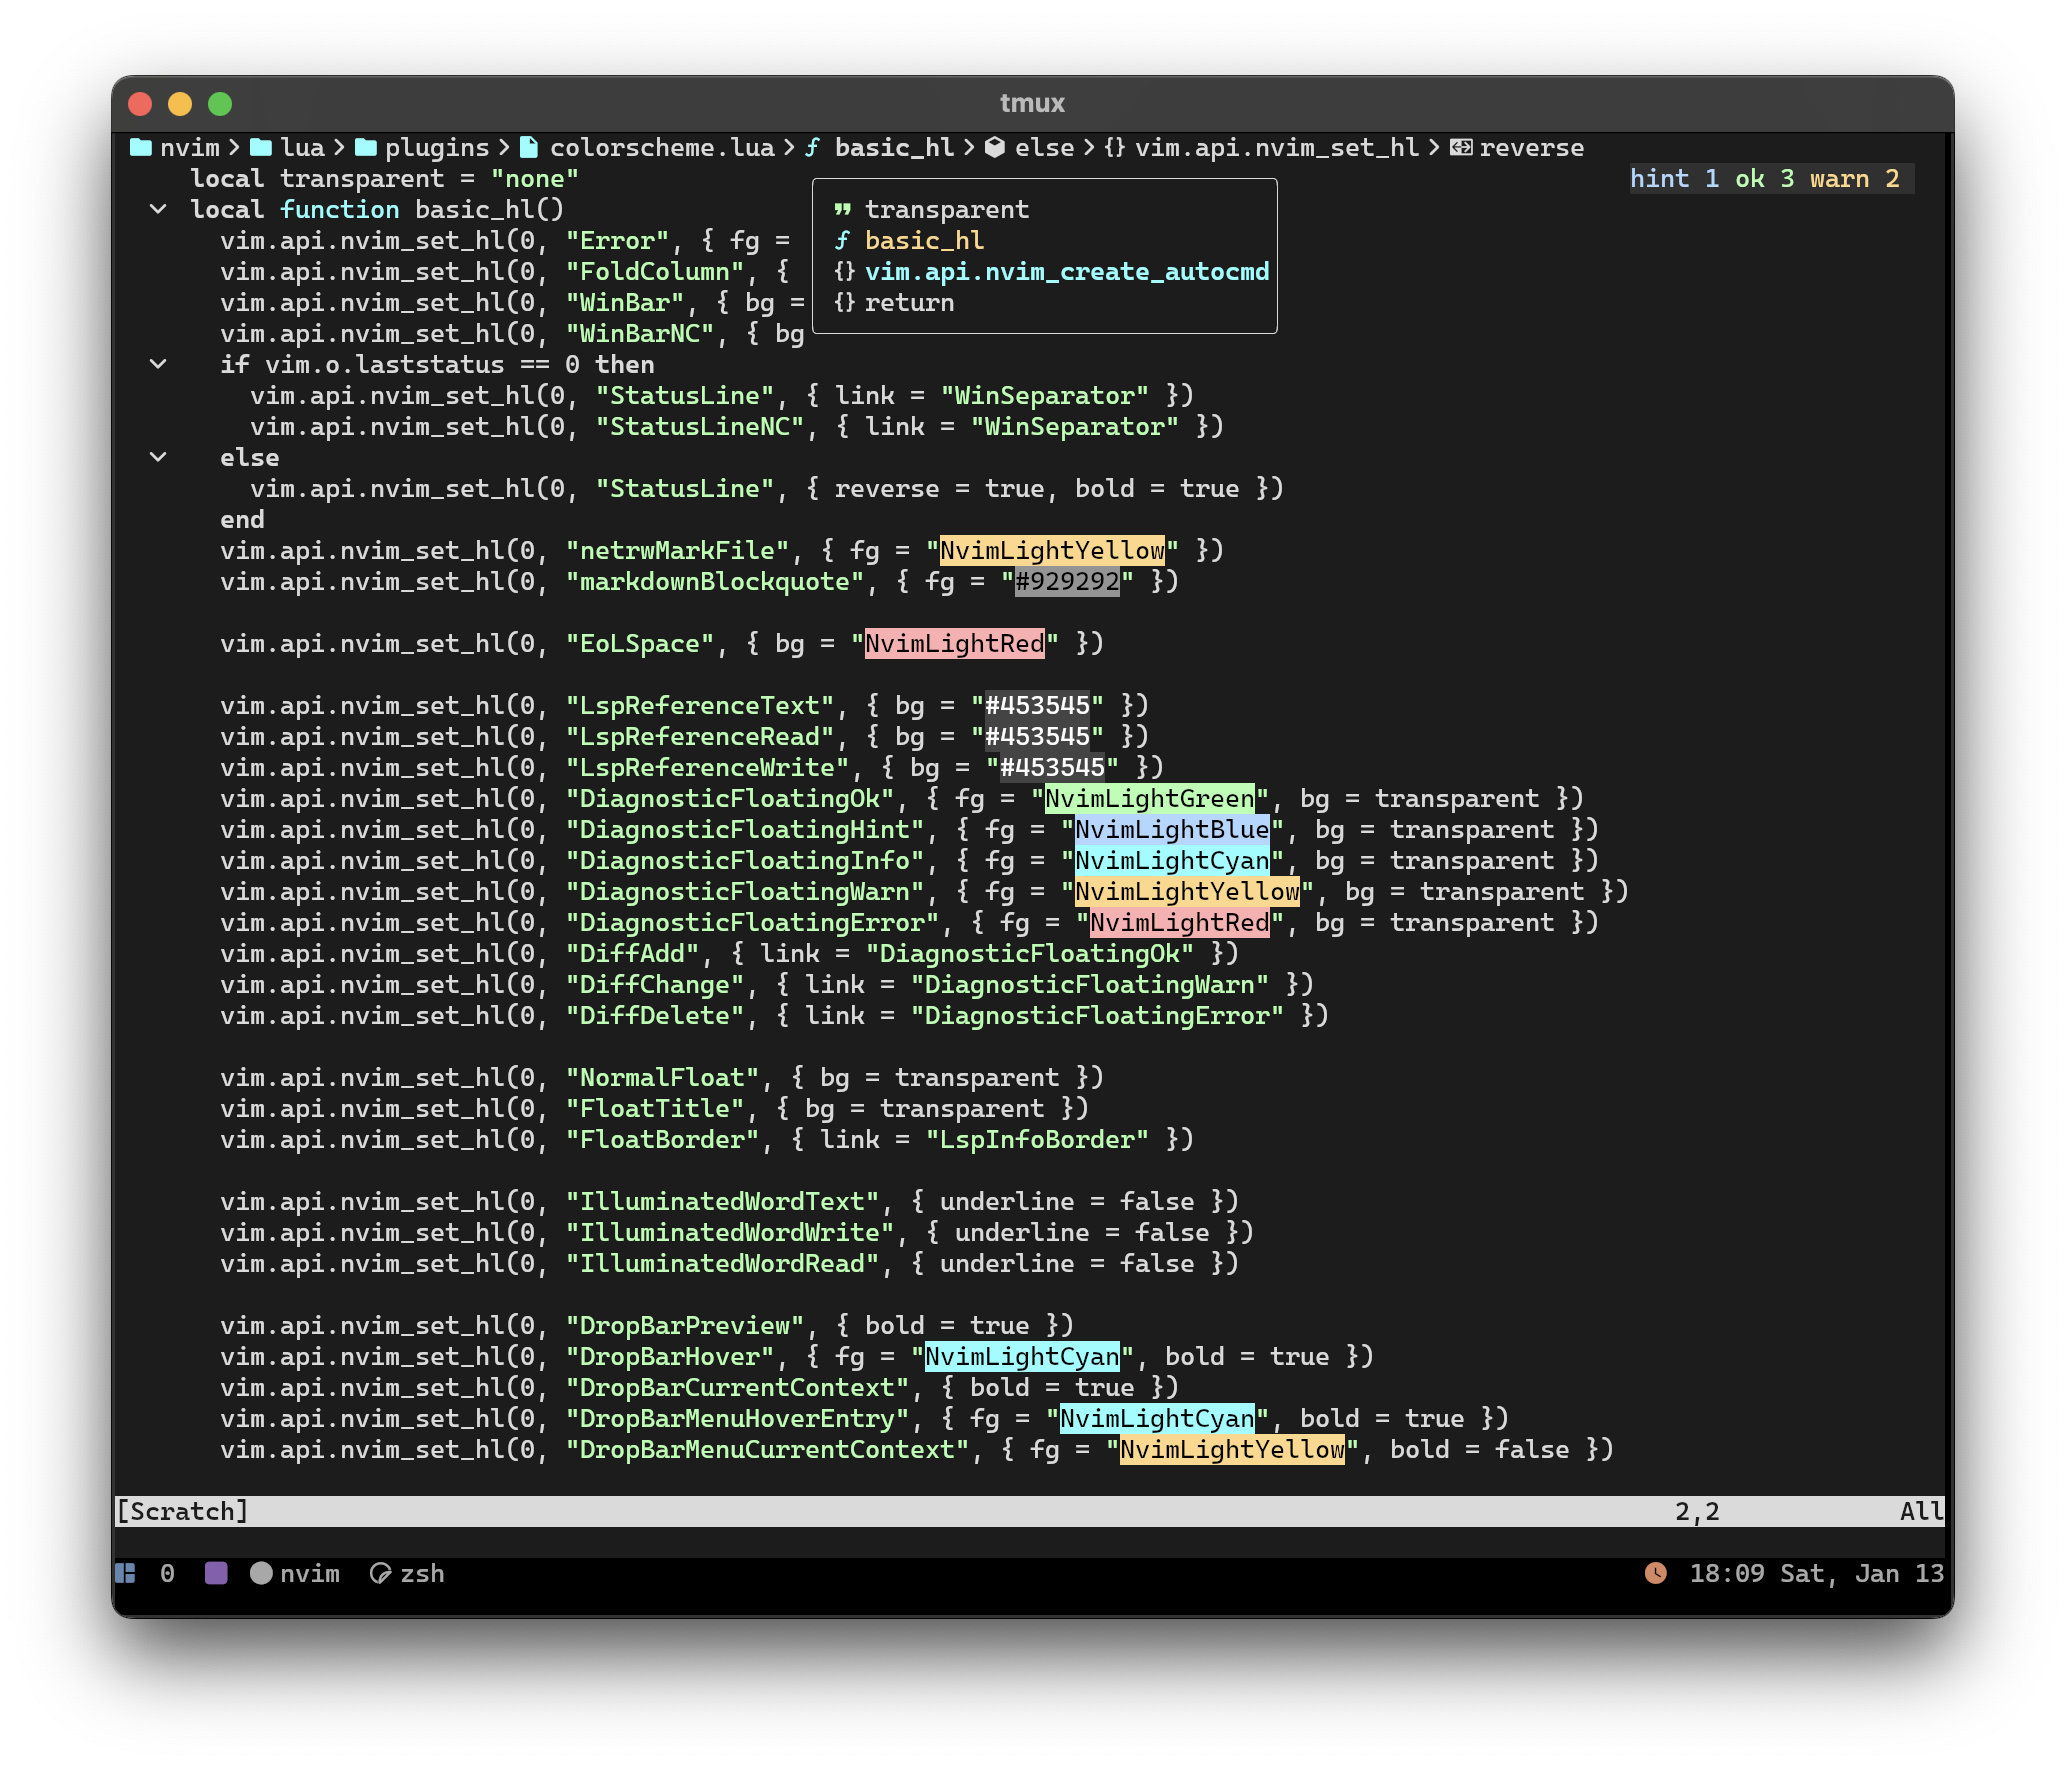 tmux
nvim > lua > plugins > colorscheme.lua > basic_hl > else > {} vim.api.nvim_set_hl > reverse
local transparent = "none"
hint 1 ok 3 warn 2
local function basic_hl()
  vim.api.nvim_set_hl(0, "Error", { fg =
  vim.api.nvim_set_hl(0, "FoldColumn", {
  vim.api.nvim_set_hl(0, "WinBar", { bg =
  vim.api.nvim_set_hl(0, "WinBarNC", { bg
transparent
basic_hl
{} vim.api.nvim_create_autocmd
{} return
  if vim.o.laststatus == 0 then
    vim.api.nvim_set_hl(0, "StatusLine", { link = "WinSeparator" })
    vim.api.nvim_set_hl(0, "StatusLineNC", { link = "WinSeparator" })
  else
    vim.api.nvim_set_hl(0, "StatusLine", { reverse = true, bold = true })
  end
  vim.api.nvim_set_hl(0, "netrwMarkFile", { fg = "NvimLightYellow" })
  vim.api.nvim_set_hl(0, "markdownBlockquote", { fg = "#929292" })
  vim.api.nvim_set_hl(0, "EoLSpace", { bg = "NvimLightRed" })
  vim.api.nvim_set_hl(0, "LspReferenceText", { bg = "#453545" })
  vim.api.nvim_set_hl(0, "LspReferenceRead", { bg = "#453545" })
  vim.api.nvim_set_hl(0, "LspReferenceWrite", { bg = "#453545" })
  vim.api.nvim_set_hl(0, "DiagnosticFloatingOk", { fg = "NvimLightGreen", bg = transparent })
  vim.api.nvim_set_hl(0, "DiagnosticFloatingHint", { fg = "NvimLightBlue", bg = transparent })
  vim.api.nvim_set_hl(0, "DiagnosticFloatingInfo", { fg = "NvimLightCyan", bg = transparent })
  vim.api.nvim_set_hl(0, "DiagnosticFloatingWarn", { fg = "NvimLightYellow", bg = transparent })
  vim.api.nvim_set_hl(0, "DiagnosticFloatingError", { fg = "NvimLightRed", bg = transparent })
  vim.api.nvim_set_hl(0, "DiffAdd", { link = "DiagnosticFloatingOk" })
  vim.api.nvim_set_hl(0, "DiffChange", { link = "DiagnosticFloatingWarn" })
  vim.api.nvim_set_hl(0, "DiffDelete", { link = "DiagnosticFloatingError" })
  vim.api.nvim_set_hl(0, "NormalFloat", { bg = transparent })
  vim.api.nvim_set_hl(0, "FloatTitle", { bg = transparent })
  vim.api.nvim_set_hl(0, "FloatBorder", { link = "LspInfoBorder" })
  vim.api.nvim_set_hl(0, "IlluminatedWordText", { underline = false })
  vim.api.nvim_set_hl(0, "IlluminatedWordWrite", { underline = false })
  vim.api.nvim_set_hl(0, "IlluminatedWordRead", { underline = false })
  vim.api.nvim_set_hl(0, "DropBarPreview", { bold = true })
  vim.api.nvim_set_hl(0, "DropBarHover", { fg = "NvimLightCyan", bold = true })
  vim.api.nvim_set_hl(0, "DropBarCurrentContext", { bold = true })
  vim.api.nvim_set_hl(0, "DropBarMenuHoverEntry", { fg = "NvimLightCyan", bold = true })
  vim.api.nvim_set_hl(0, "DropBarMenuCurrentContext", { fg = "NvimLightYellow", bold = false })
[Scratch] 2,2 All
0 nvim zsh 18:09 Sat, Jan 13